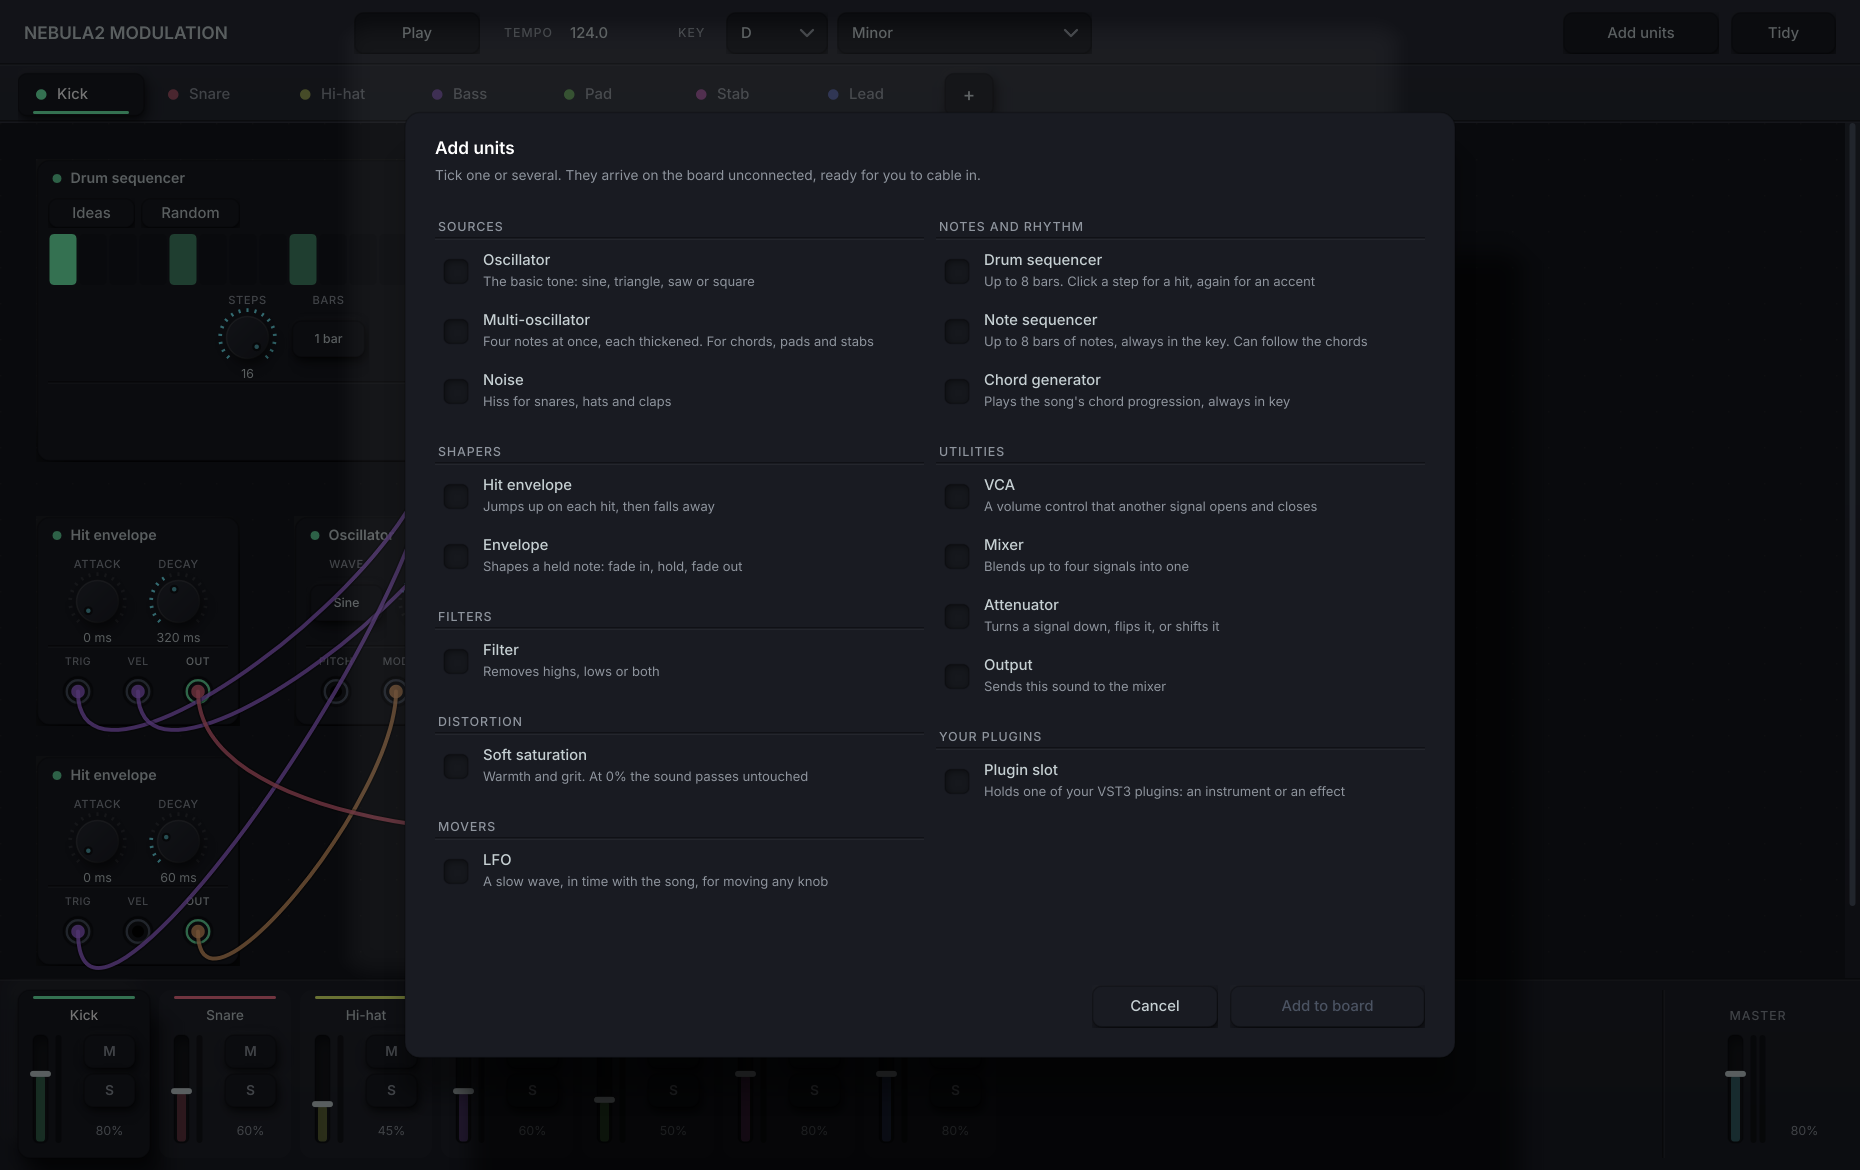 NEBULA2 MODULATION
Play
TEMPO 124.0
KEY D Minor
Add units
Tidy
Kick
Snare
Hi-hat
Bass
Pad
Stab
Lead
+
Drum sequencer
Ideas Random
STEPS BARS
1 bar
16
Hit envelope
ATTACK DECAY
0 ms 320 ms
TRIG VEL OUT
Oscillator
WAVE
Sine
PITCH MOD
Hit envelope
ATTACK DECAY
0 ms 60 ms
TRIG VEL OUT
Add units
Tick one or several. They arrive on the board unconnected, ready for you to cable in.
SOURCES
Oscillator
The basic tone: sine, triangle, saw or square
Multi-oscillator
Four notes at once, each thickened. For chords, pads and stabs
Noise
Hiss for snares, hats and claps
SHAPERS
Hit envelope
Jumps up on each hit, then falls away
Envelope
Shapes a held note: fade in, hold, fade out
FILTERS
Filter
Removes highs, lows or both
DISTORTION
Soft saturation
Warmth and grit. At 0% the sound passes untouched
MOVERS
LFO
A slow wave, in time with the song, for moving any knob
NOTES AND RHYTHM
Drum sequencer
Up to 8 bars. Click a step for a hit, again for an accent
Note sequencer
Up to 8 bars of notes, always in the key. Can follow the chords
Chord generator
Plays the song's chord progression, always in key
UTILITIES
VCA
A volume control that another signal opens and closes
Mixer
Blends up to four signals into one
Attenuator
Turns a signal down, flips it, or shifts it
Output
Sends this sound to the mixer
YOUR PLUGINS
Plugin slot
Holds one of your VST3 plugins: an instrument or an effect
Cancel
Add to board
Kick
M
S
80%
Snare
M
S
60%
Hi-hat
M
S
45%
S
60%
S
50%
S
80%
S
80%
MASTER
80%